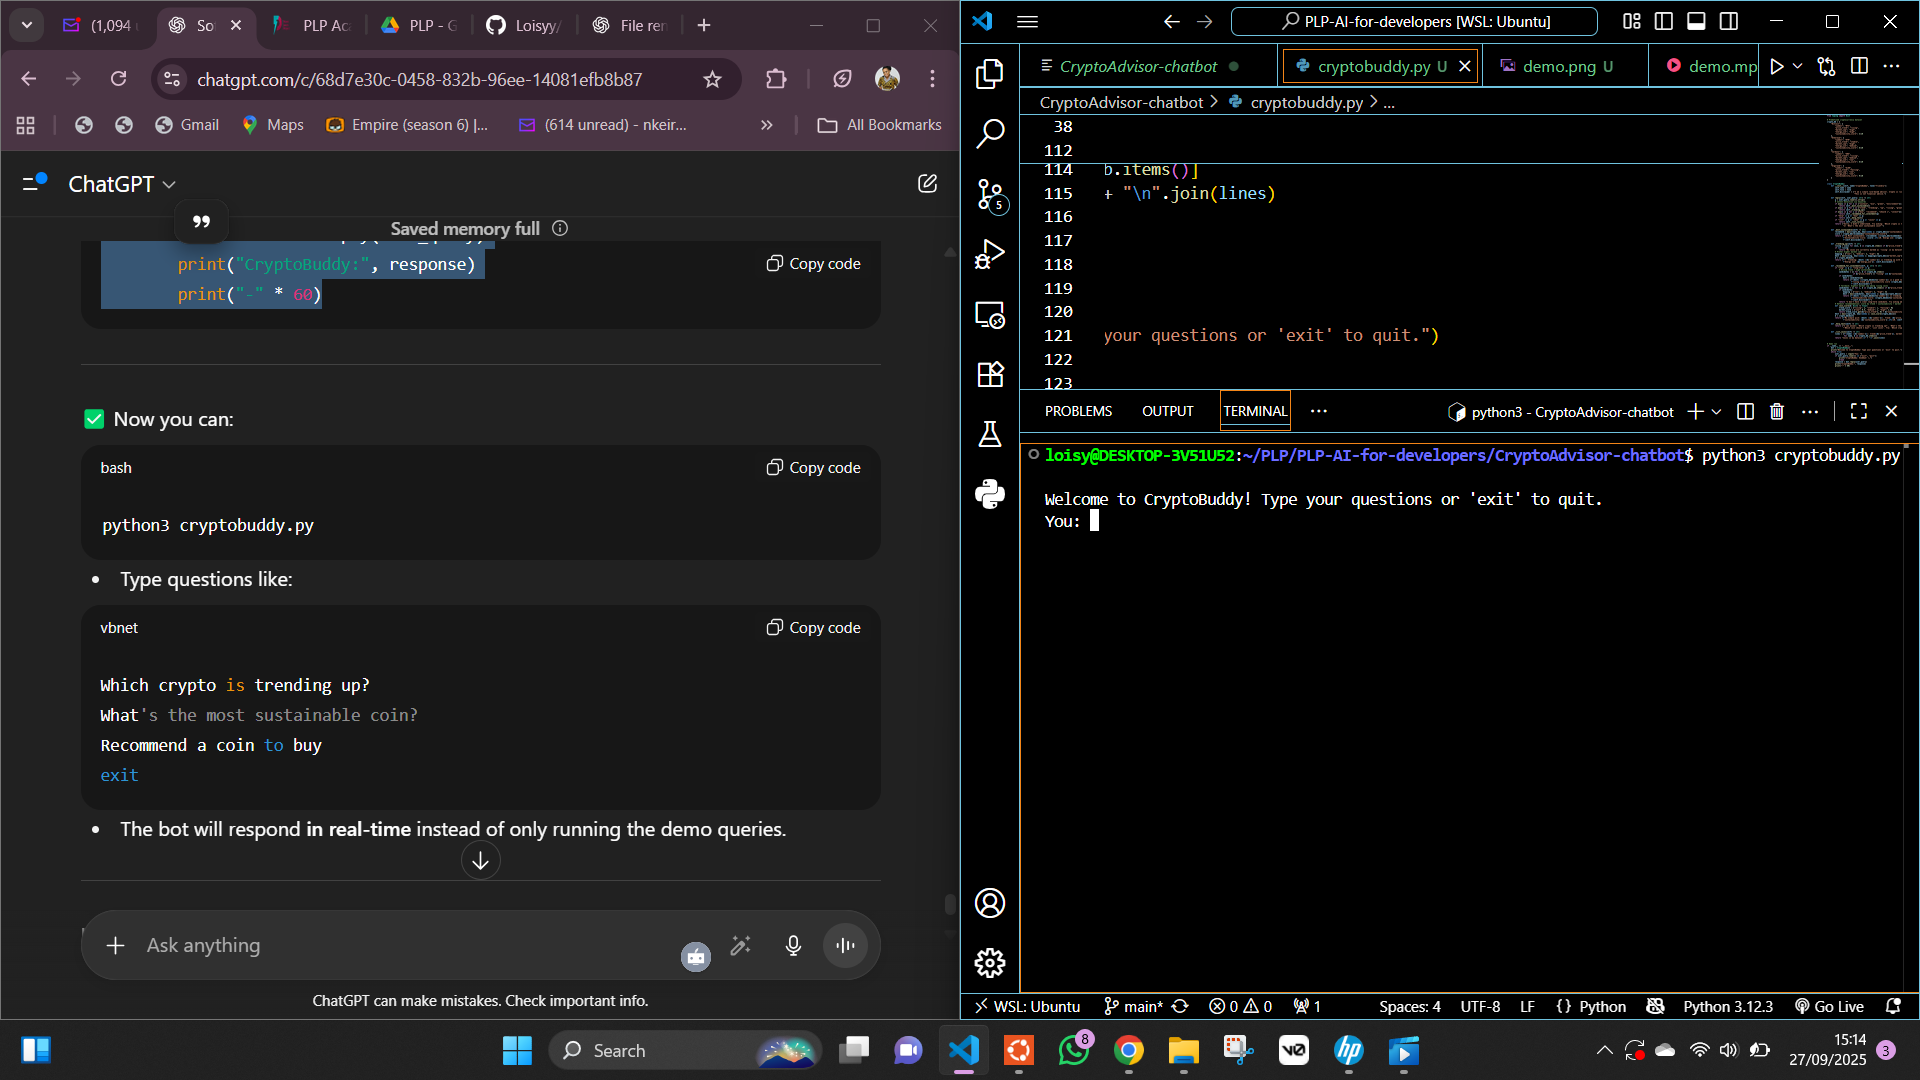 (1,094
So
PLP Ac
PLP - G
Loisyy/
File ren
chatgpt.com/c/68d7e30c-0458-832b-96ee-14081efb8b87
Gmail
Maps
Empire (season 6) |...
(614 unread) - nkeir...
All Bookmarks
ChatGPT
Saved memory full
print("CryptoBuddy:", response)
print("-" * 60)
Copy code
Now you can:
bash
Copy code
python3 cryptobuddy.py
• Type questions like:
vbnet
Copy code
Which crypto is trending up?
What's the most sustainable coin?
Recommend a coin to buy
exit
• The bot will respond in real-time instead of only running the demo queries.
Ask anything
ChatGPT can make mistakes. Check important info.
PLP-AI-for-developers [WSL: Ubuntu]
CryptoAdvisor-chatbot
cryptobuddy.py U
demo.png U
demo.mp
CryptoAdvisor-chatbot > cryptobuddy.py > ...
38
112
114 b.items()]
115 + "\n".join(lines)
116
117
118
119
120
121 your questions or 'exit' to quit.")
122
123
5
PROBLEMS
OUTPUT
TERMINAL
python3 - CryptoAdvisor-chatbot
loisy@DESKTOP-3V51U52:~/PLP/PLP-AI-for-developers/CryptoAdvisor-chatbot$ python3 cryptobuddy.py
Welcome to CryptoBuddy! Type your questions or 'exit' to quit.
You:
WSL: Ubuntu
main*
0 0
1
Spaces: 4
UTF-8
LF
{} Python
Python 3.12.3
Go Live
Search
8
v0
hp
15:14
27/09/2025
3